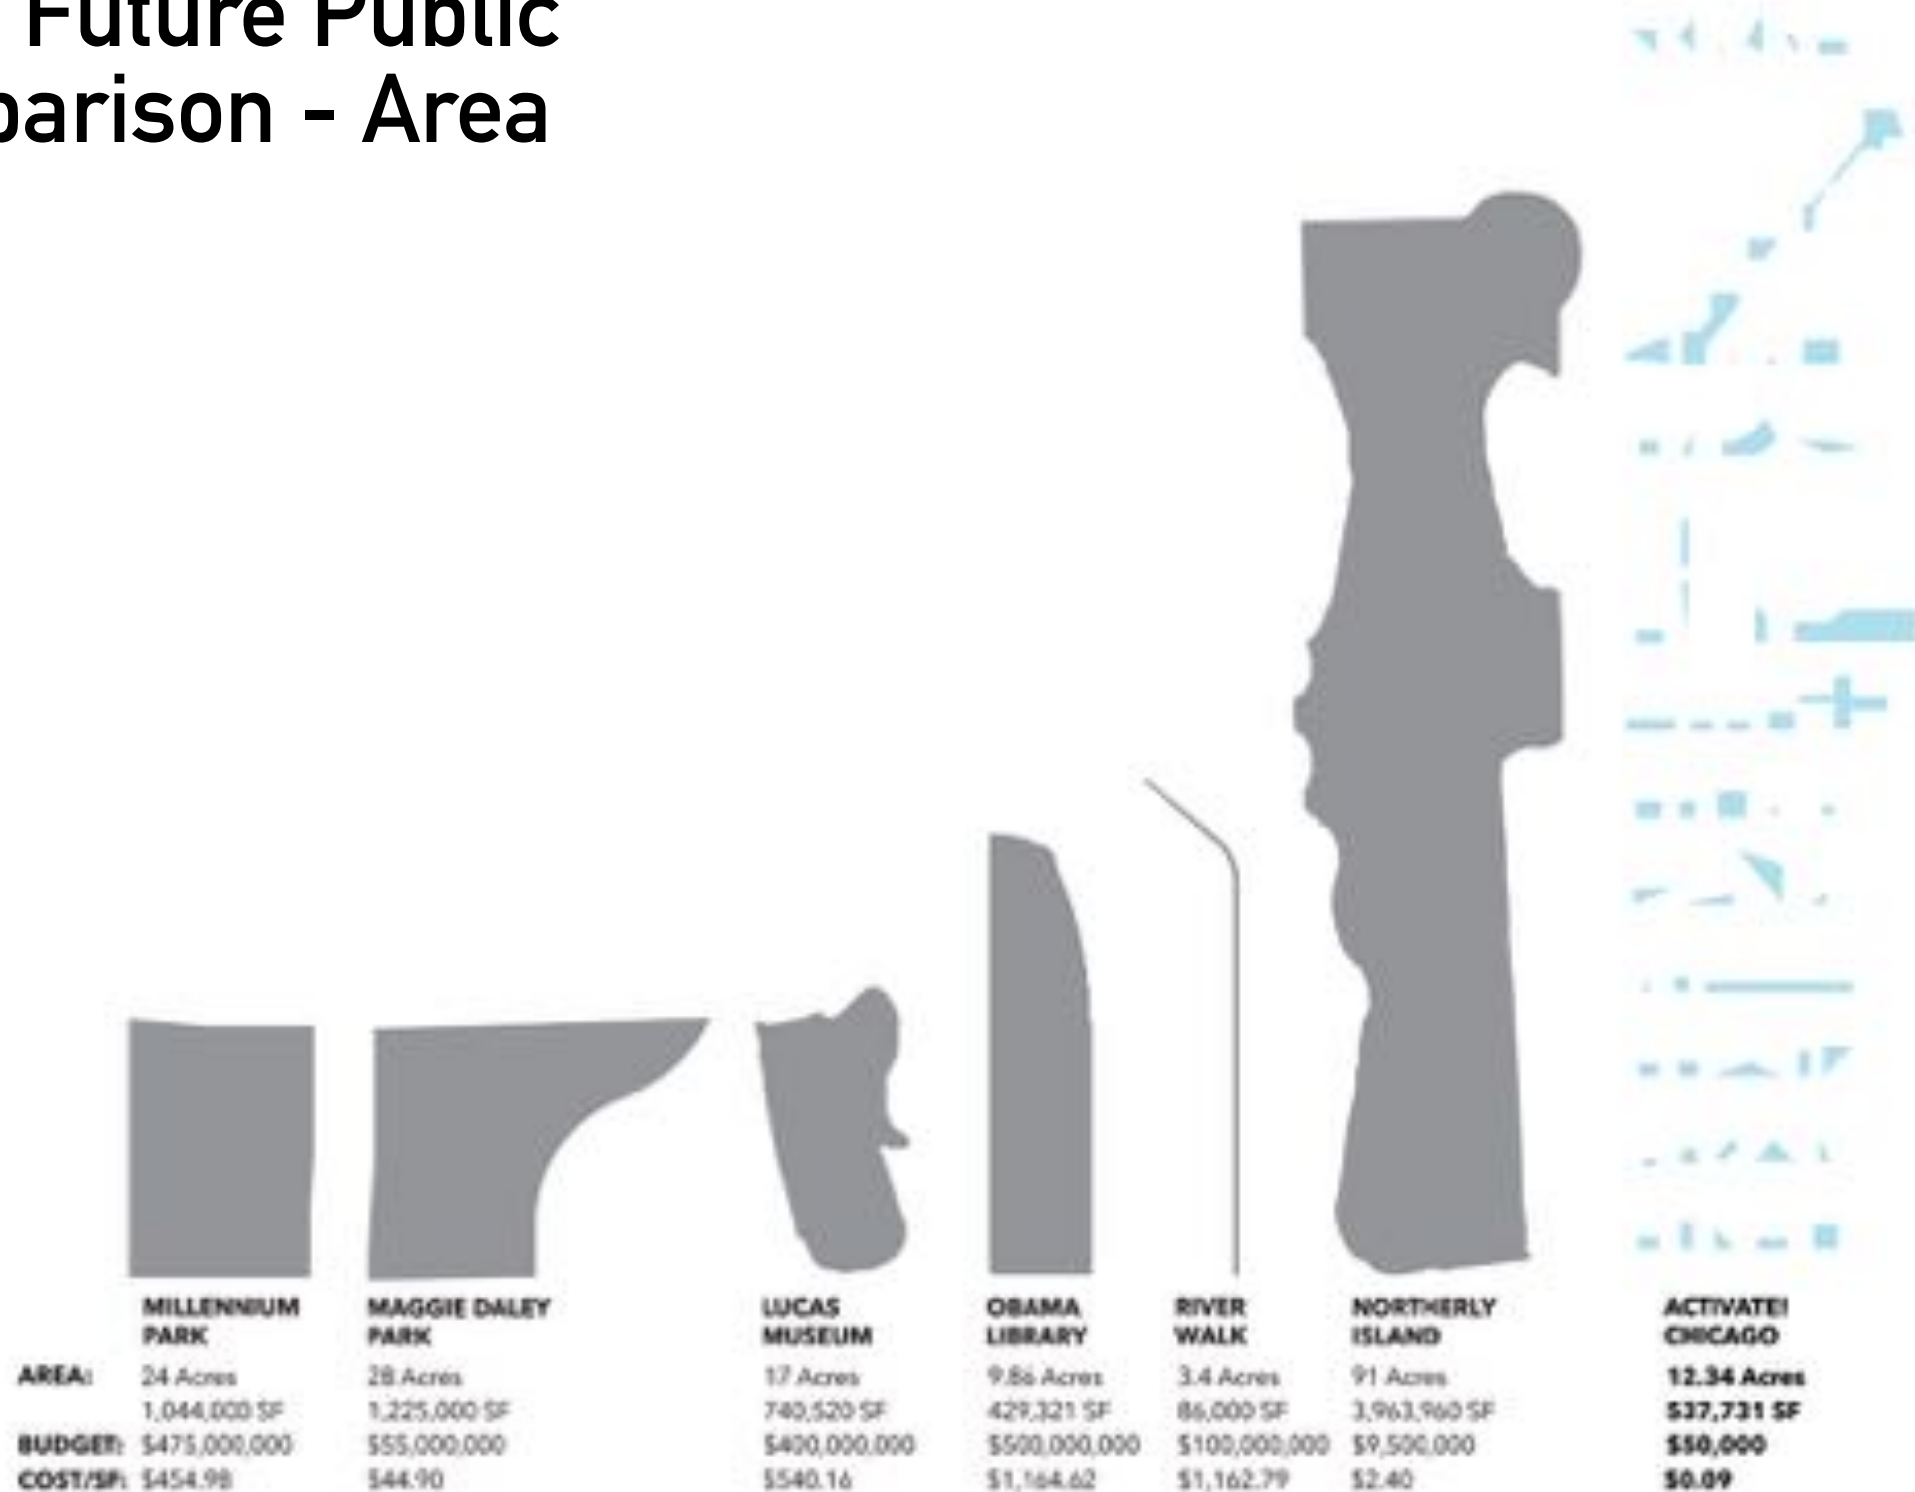 Future Public
parison - Area
MILLENNIUM PARK
MAGGIE DALEY PARK
LUCAS MUSEUM
OBAMA LIBRARY
RIVER WALK
NORTHERLY ISLAND
ACTIVATE! CHICAGO
AREA: 24 Acres 28 Acres 17 Acres 9.86 Acres 3.4 Acres 91 Acres 12.34 Acres
1,044,000 SF 1,225,000 SF 740,520 SF 429,321 SF 86,000 SF 3,963,960 SF $37,731 SF
BUDGET: $475,000,000 $55,000,000 $400,000,000 $500,000,000 $100,000,000 $9,500,000 $50,000
COST/SF: $454.98 $44.90 $540.16 $1,164.62 $1,162.79 $2.40 $0.09